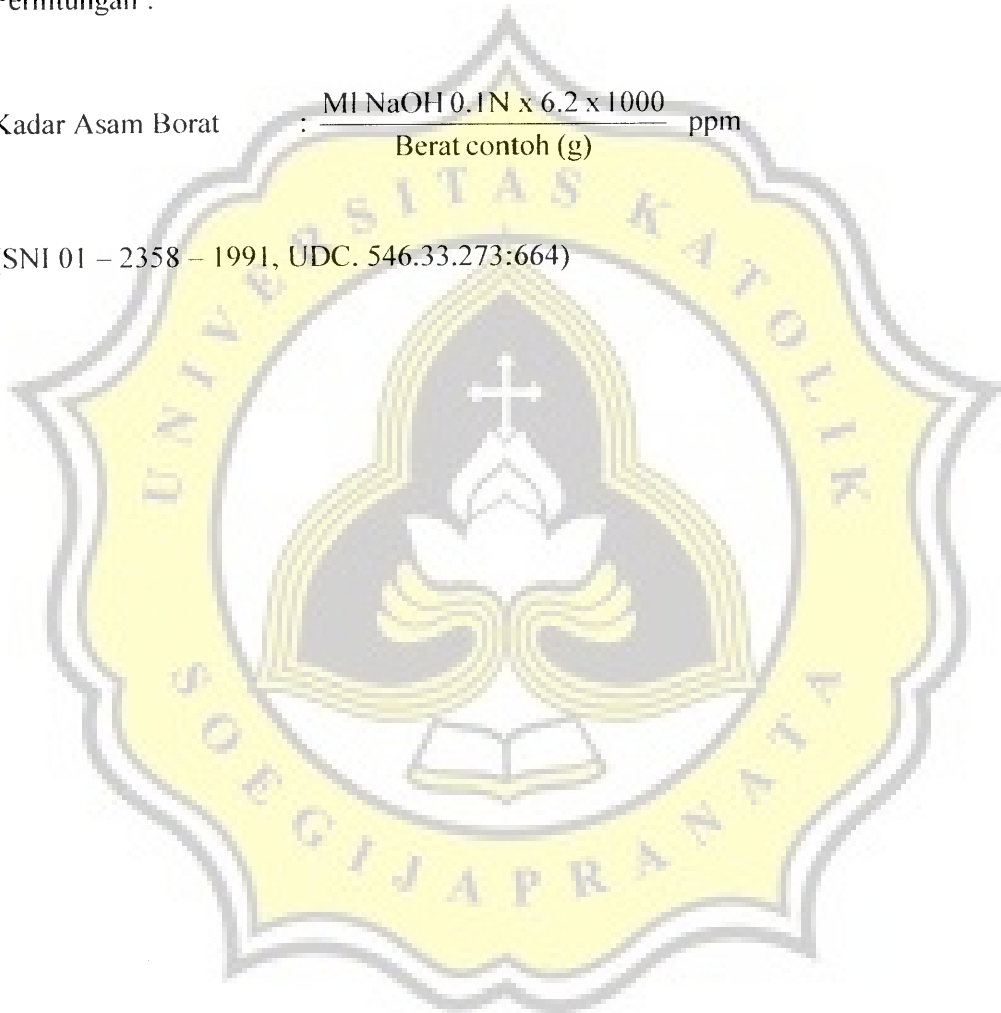 Perhitungan :
Kadar Asam Borat : Ml NaOH 0.1N x 6.2 x 1000 ppm
Berat contoh (g)
(SNI 01 – 2358 – 1991, UDC. 546.33.273:664)
UNIVERSITAS KATOLIK
SOEGIJAPRANATA